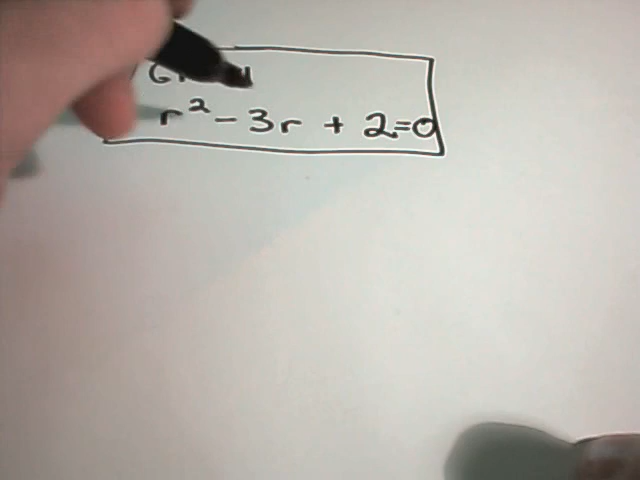 r² - 3r + 2=0